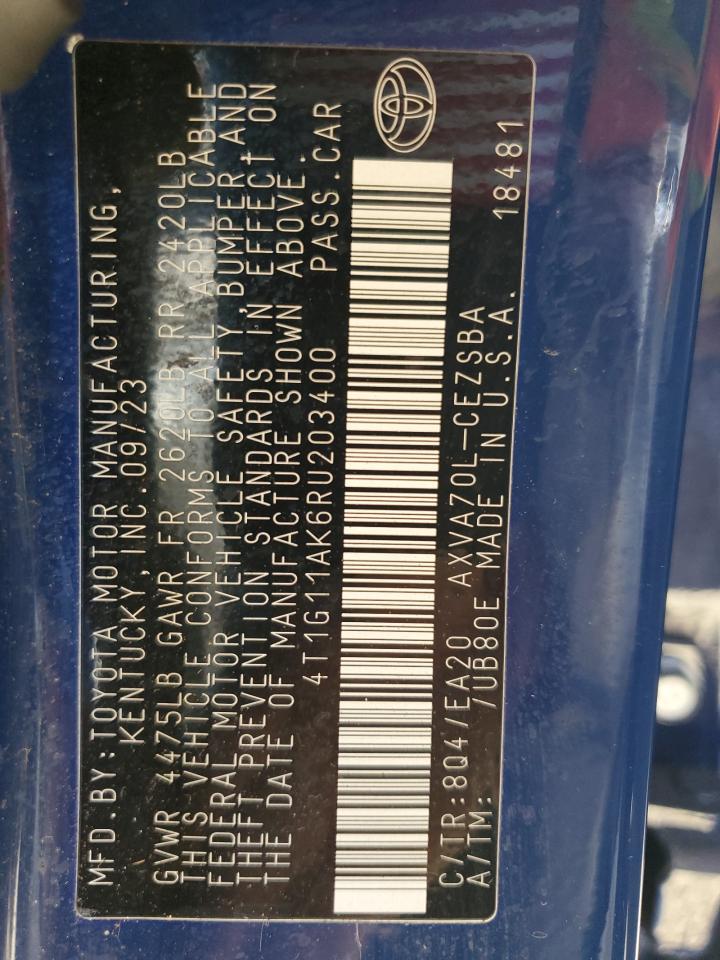 MFD.BY:TOYOTA MOTOR MANUFACTURING,
KENTUCKY,INC.09/23
GVWR 4475LB GAWR FR 2620LB RR 2420LB
THIS VEHICLE CONFORMS TO ALL APPLICABLE
FEDERAL MOTOR VEHICLE SAFETY,BUMPER,AND
THEFT PREVENTION STANDARDS IN EFFECT ON
THE DATE OF MANUFACTURE SHOWN ABOVE.
4T1G11AK6RU203400 PASS.CAR
C/TR:8Q4/EA20 AXVA70L-CEZSBA
A/TM: /UB80E MADE IN U.S.A. 18481